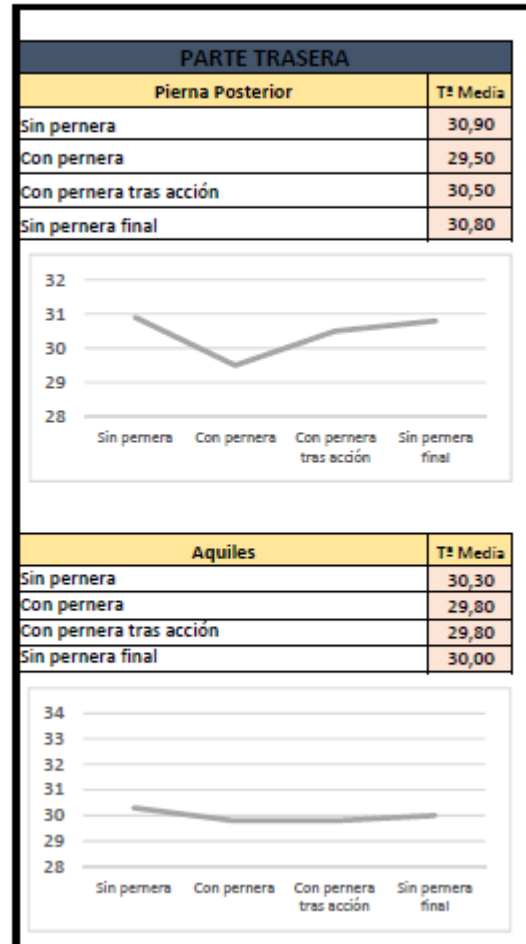 PARTE TRASERA
Pierna Posterior Tª Media
Sin pernera 30,90
Con pernera 29,50
Con pernera tras acción 30,50
Sin pernera final 30,80
32
31
30
29
28
Sin pernera Con pernera Con pernera Sin pernera
tras acción final
Aquiles Tª Media
Sin pernera 30,30
Con pernera 29,80
Con pernera tras acción 29,80
Sin pernera final 30,00
34
33
32
31
30
29
28
Sin pernera Con pernera Con pernera Sin pernera
tras acción final